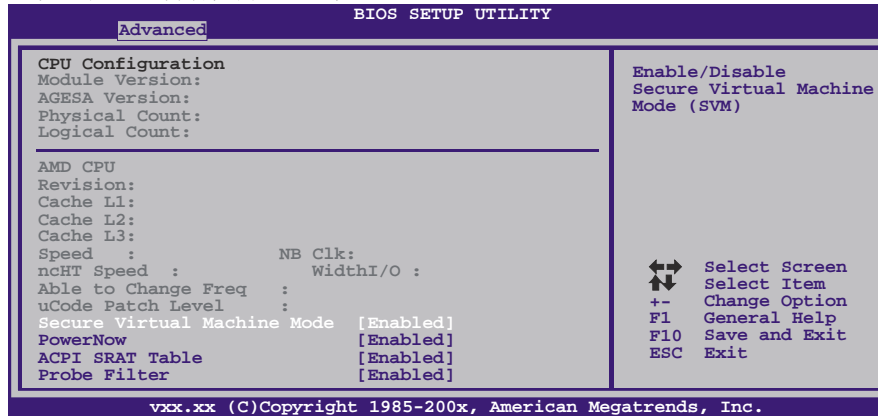 BIOS SETUP UTILITY
Advanced
CPU Configuration
Module Version:
AGESA Version:
Physical Count:
Logical Count:
AMD CPU
Revision:
Cache L1:
Cache L2:
Cache L3:
Speed : NB Clk:
ncHT Speed : WidthI/O :
Able to Change Freq :
uCode Patch Level :
Secure Virtual Machine Mode [Enabled]
PowerNow [Enabled]
ACPI SRAT Table [Enabled]
Probe Filter [Enabled]
Enable/Disable
Secure Virtual Machine
Mode (SVM)
Select Screen
Select Item
+- Change Option
F1 General Help
F10 Save and Exit
ESC Exit
vxx.xx (C)Copyright 1985-200x, American Megatrends, Inc.